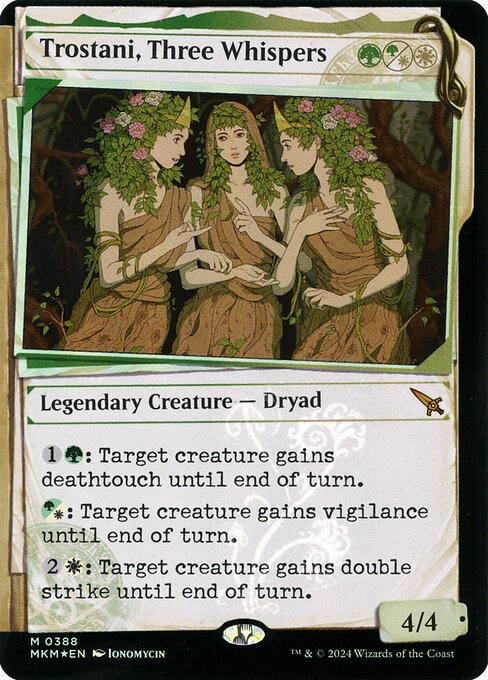 Trostani, Three Whispers
Legendary Creature — Dryad
1: Target creature gains
deathtouch until end of turn.
: Target creature gains vigilance
until end of turn.
2: Target creature gains double
strike until end of turn.
4/4
M 0388
MKM★EN IONOMYCIN
™ & © 2024 Wizards of the Coast